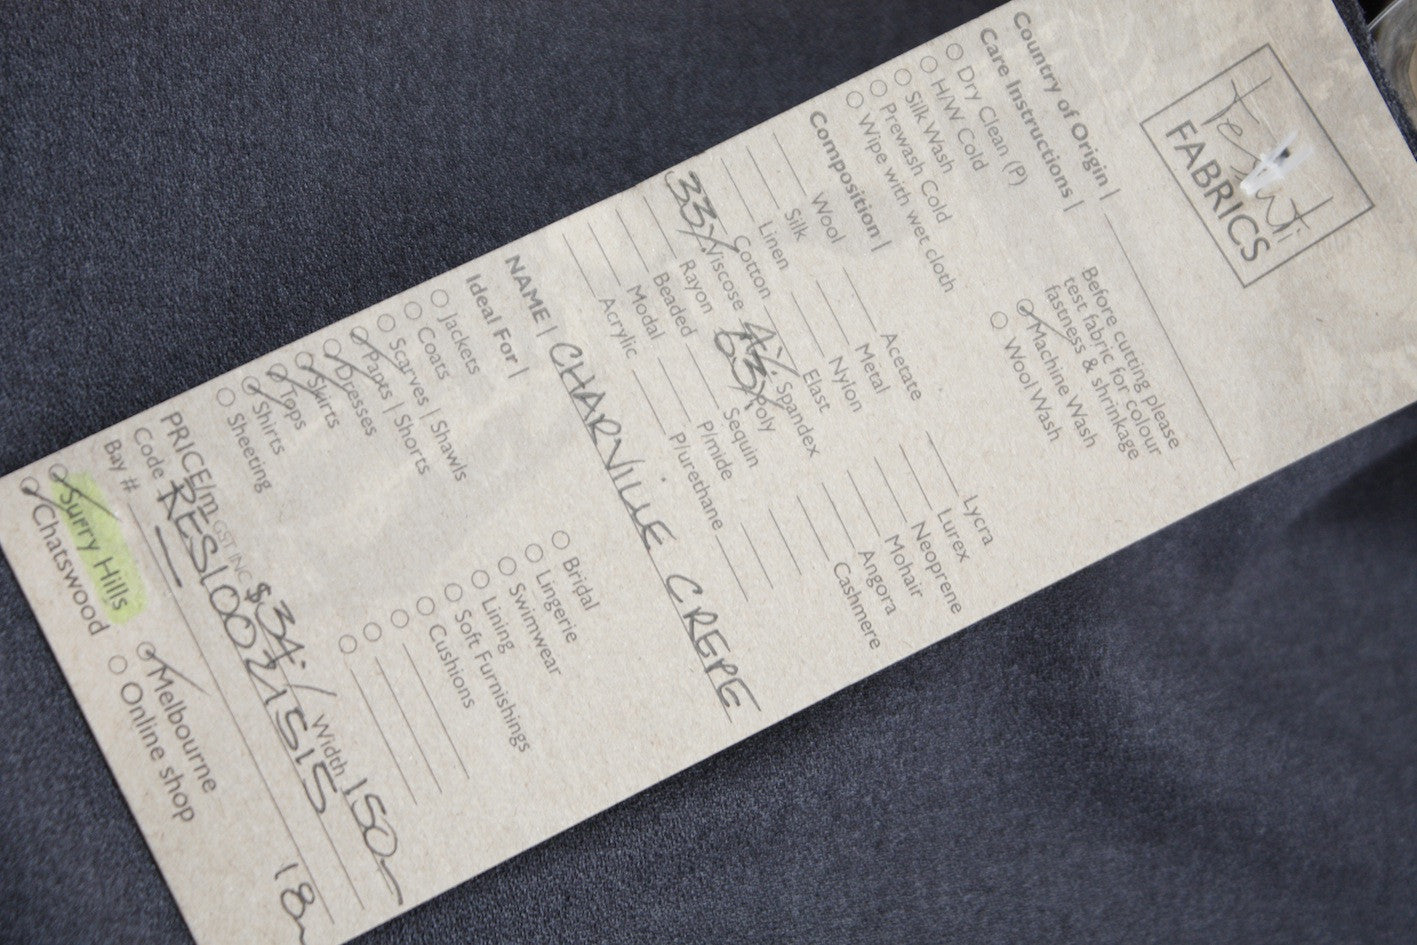 Tessuti
FABRICS
Country of Origin |
Care Instructions |
Before cutting please
test fabric for colour
fastness & shrinkage
Dry Clean (P)
H/W Cold
Silk Wash
Prewash Cold
Wipe with wet cloth
Machine Wash
Wool Wash
Composition |
Wool Acetate Lycra
Silk Metal Lurex
Linen Nylon Neoprene
Cotton Elast Mohair
33% Viscose 4% Spandex Angora
Rayon 63% Poly Cashmere
Beaded Sequin
Modal P/mide
Acrylic P/urethane
NAME | CHARVILLE CREPE
Ideal For |
Jackets Bridal
Coats Lingerie
Scarves | Shawls Swimwear
Pants | Shorts Lining
Dresses Soft Furnishings
Skirts Cushions
Tops
Shirts
Sheeting
PRICE/m GST INC $34.- / Width 150
Code RES1002151515
Bay # — 18
Surry Hills Melbourne
Chatswood Online shop